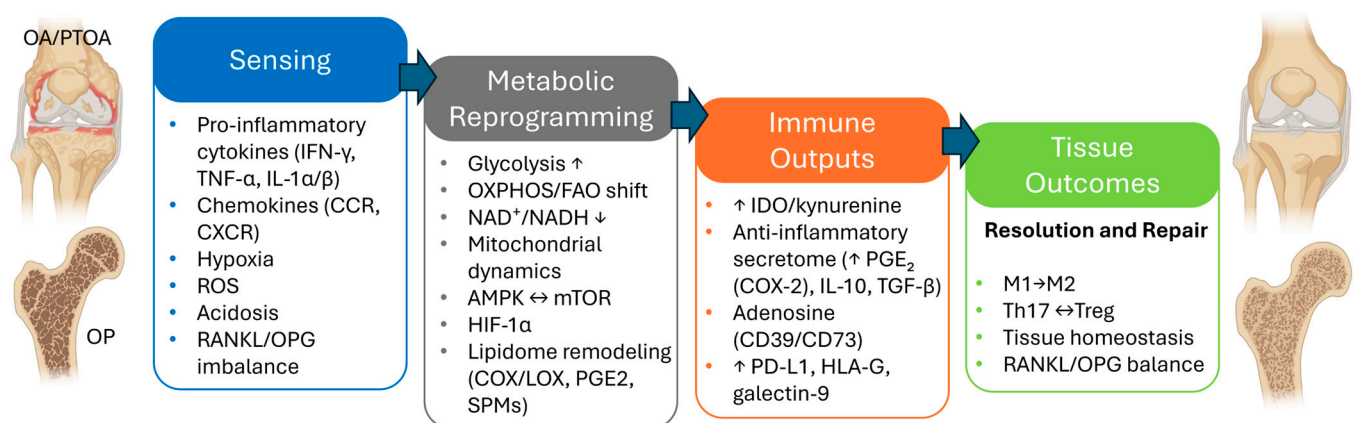 OA/PTOA
OP
Sensing
• Pro-inflammatory
cytokines (IFN-γ,
TNF-α, IL-1α/β)
• Chemokines (CCR,
CXCR)
• Hypoxia
• ROS
• Acidosis
• RANKL/OPG
imbalance
Metabolic
Reprogramming
• Glycolysis ↑
• OXPHOS/FAO shift
• NAD⁺/NADH ↓
• Mitochondrial
dynamics
• AMPK ↔ mTOR
• HIF-1α
• Lipidome remodeling
(COX/LOX, PGE2,
SPMs)
Immune
Outputs
• ↑ IDO/kynurenine
• Anti-inflammatory
secretome (↑ PGE₂
(COX-2), IL-10, TGF-β)
• Adenosine
(CD39/CD73)
• ↑ PD-L1, HLA-G,
galectin-9
Tissue
Outcomes
Resolution and Repair
• M1→M2
• Th17 ↔Treg
• Tissue homeostasis
• RANKL/OPG balance